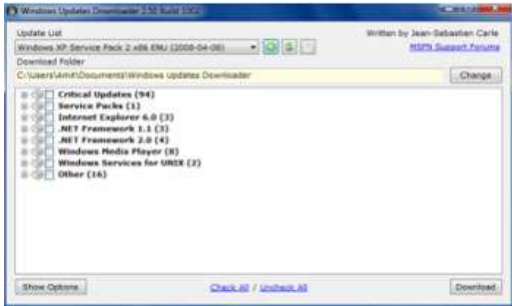 Windows Updates Downloader 2.50 Build 1002
Update List
Written by Jean-Sebastian Carle
Windows XP Service Pack 2 x86 ENU (2008-04-08)
MSFN Support Forums
Download Folder
C:\Users\Amit\Documents\Windows Updates Downloader
Change
Critical Updates (94)
Service Packs (1)
Internet Explorer 6.0 (3)
.NET Framework 1.1 (3)
.NET Framework 2.0 (4)
Windows Media Player (8)
Windows Services for UNIX (2)
Other (16)
Show Options
Check All / Uncheck All
Download